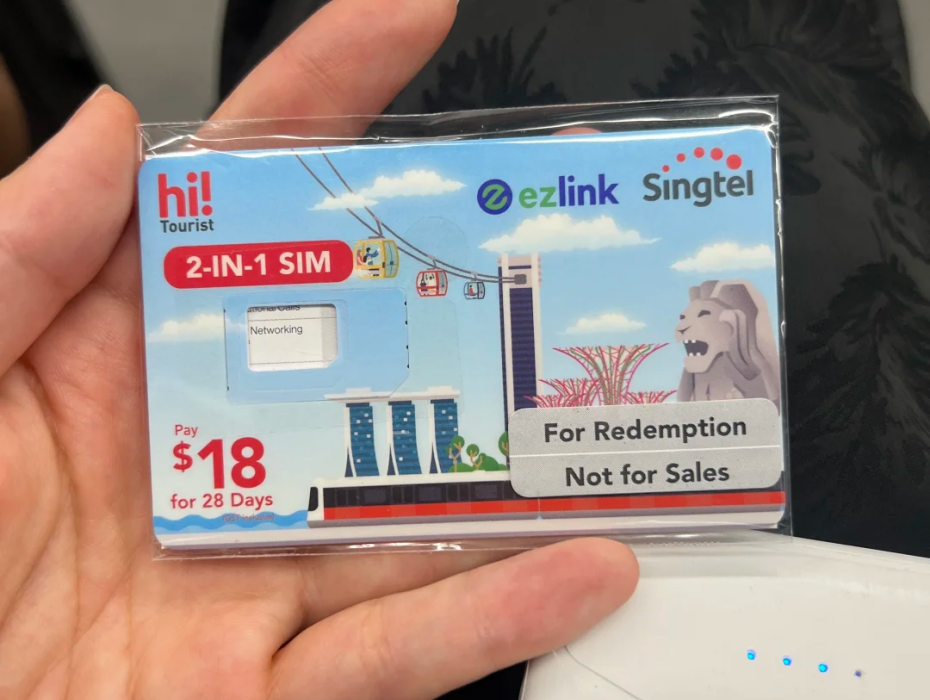 hi!
Tourist
ezlink
Singtel
2-IN-1 SIM
Networking
Pay
$18
for 28 Days
For Redemption
Not for Sales